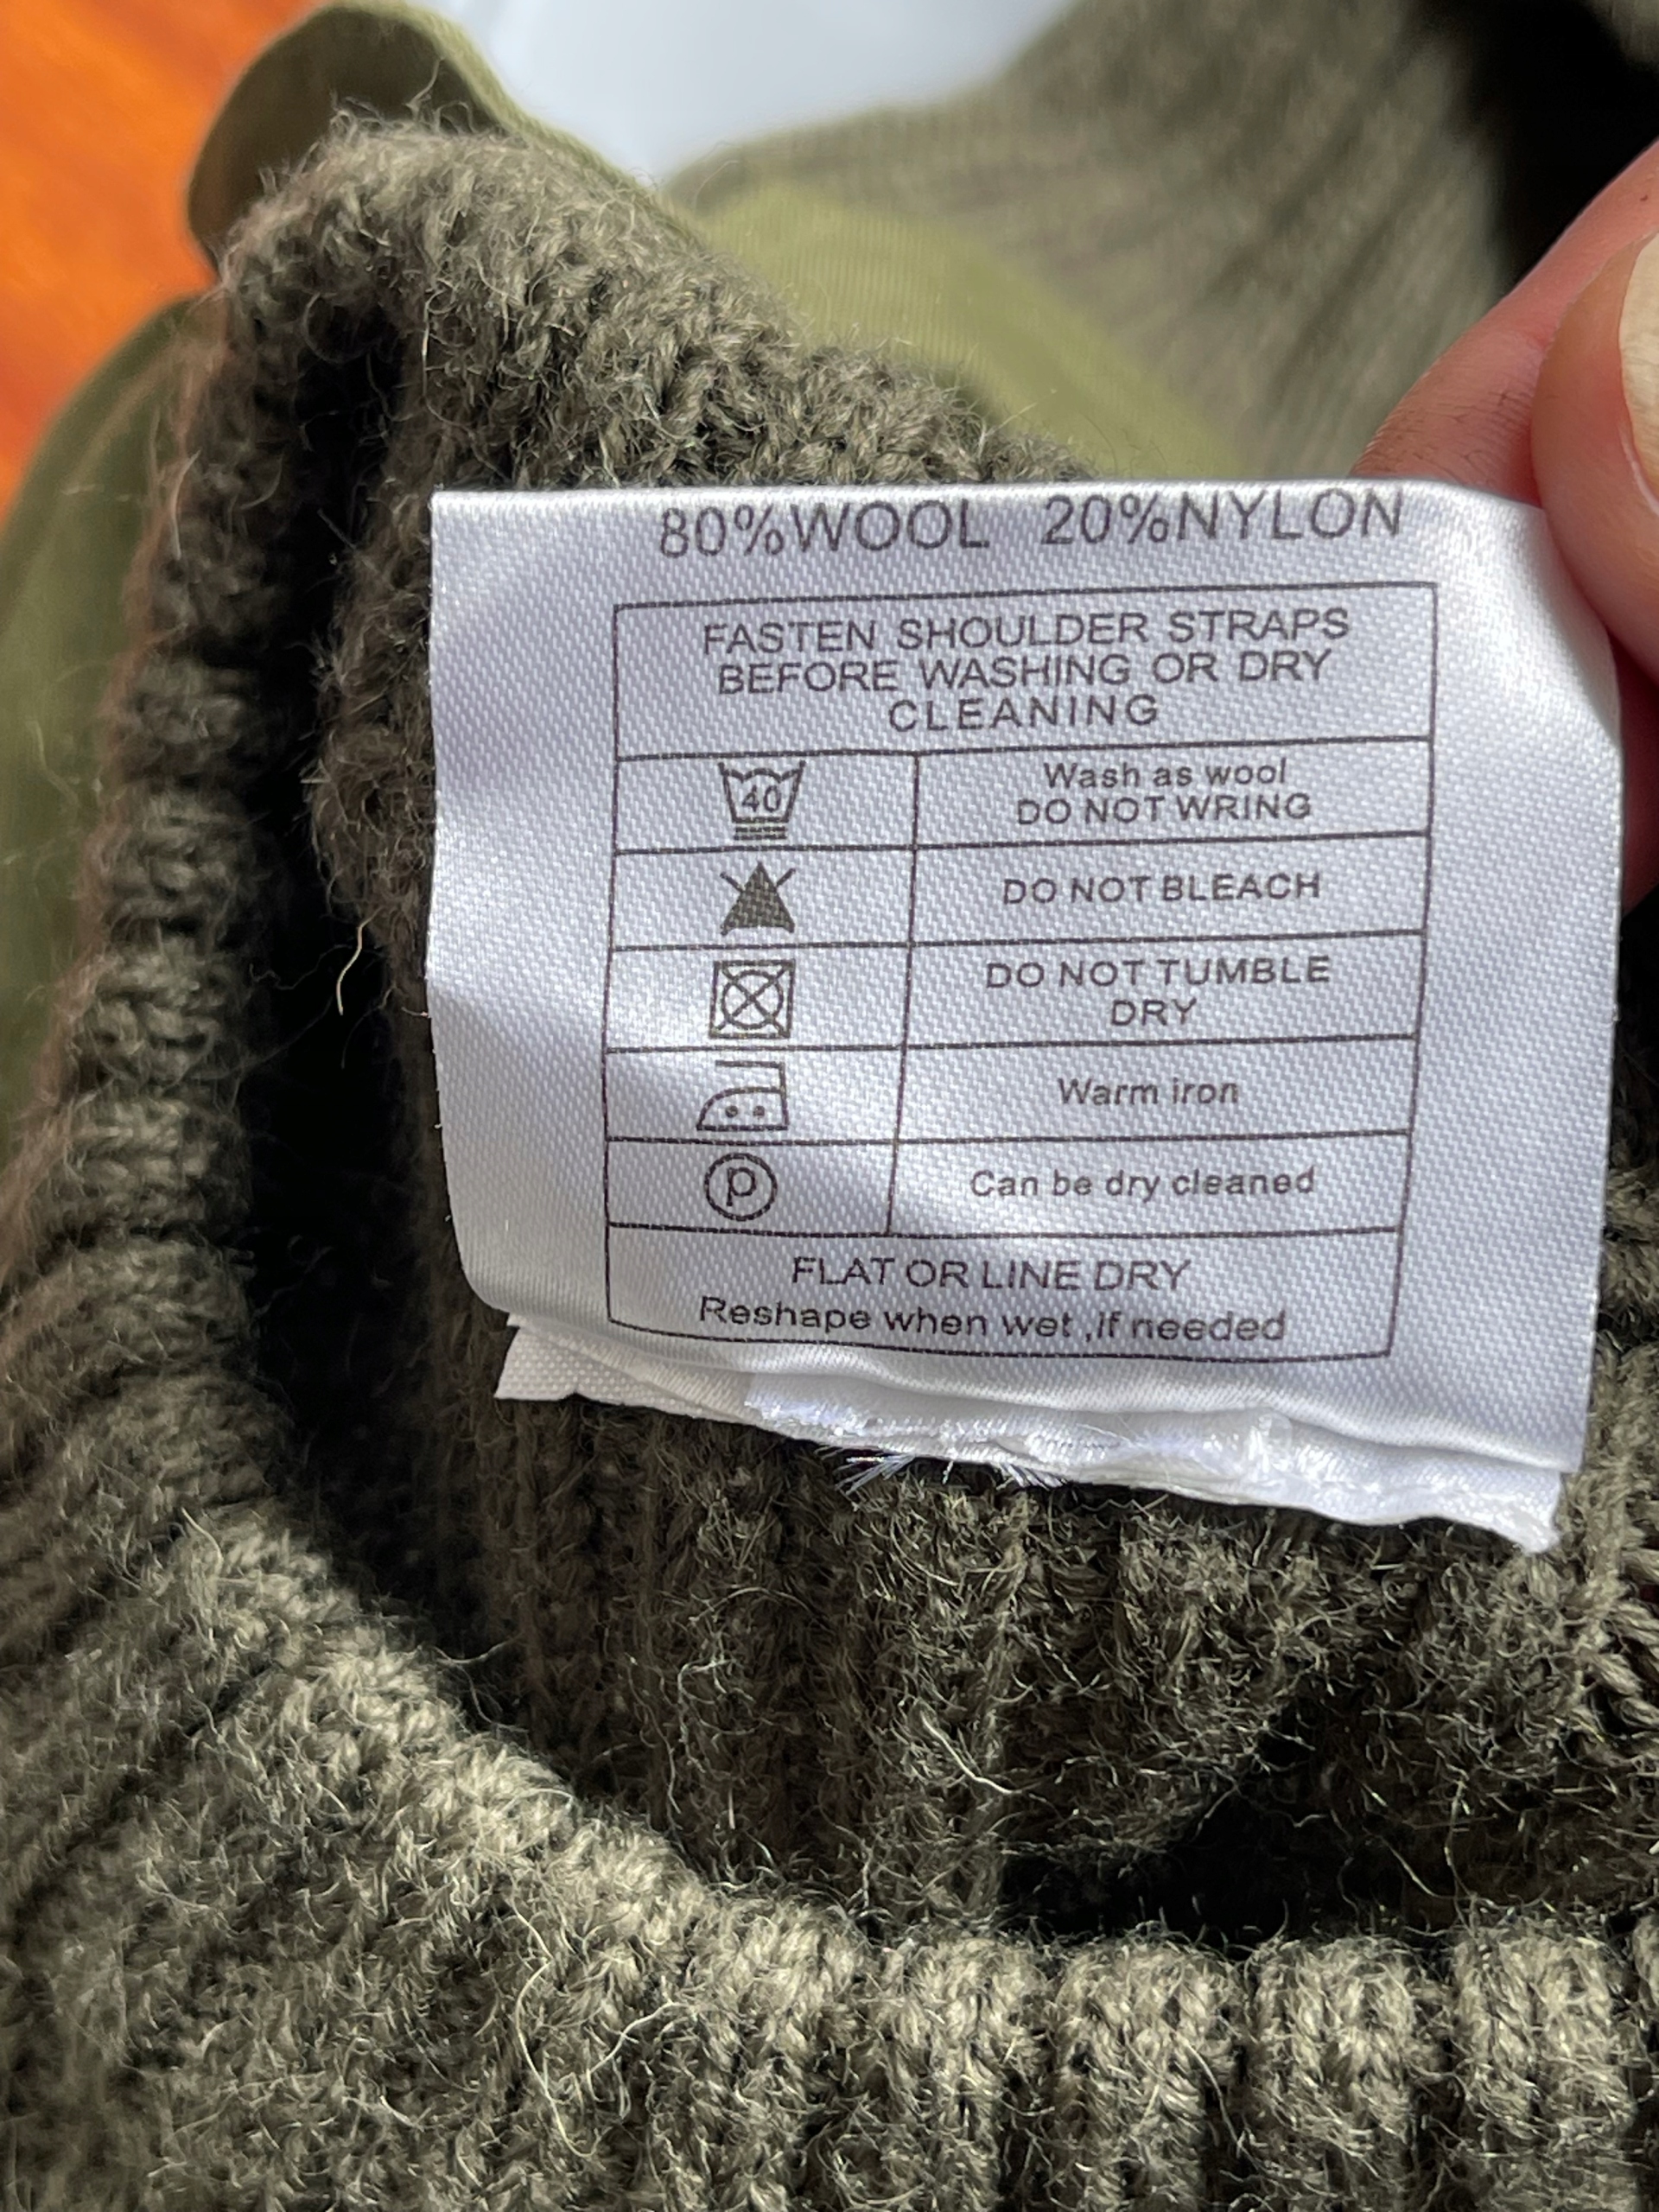 80%WOOL 20%NYLON
FASTEN SHOULDER STRAPS
BEFORE WASHING OR DRY
CLEANING
40
Wash as wool
DO NOT WRING
DO NOT BLEACH
DO NOT TUMBLE
DRY
Warm iron
P
Can be dry cleaned
FLAT OR LINE DRY
Reshape when wet ,if needed